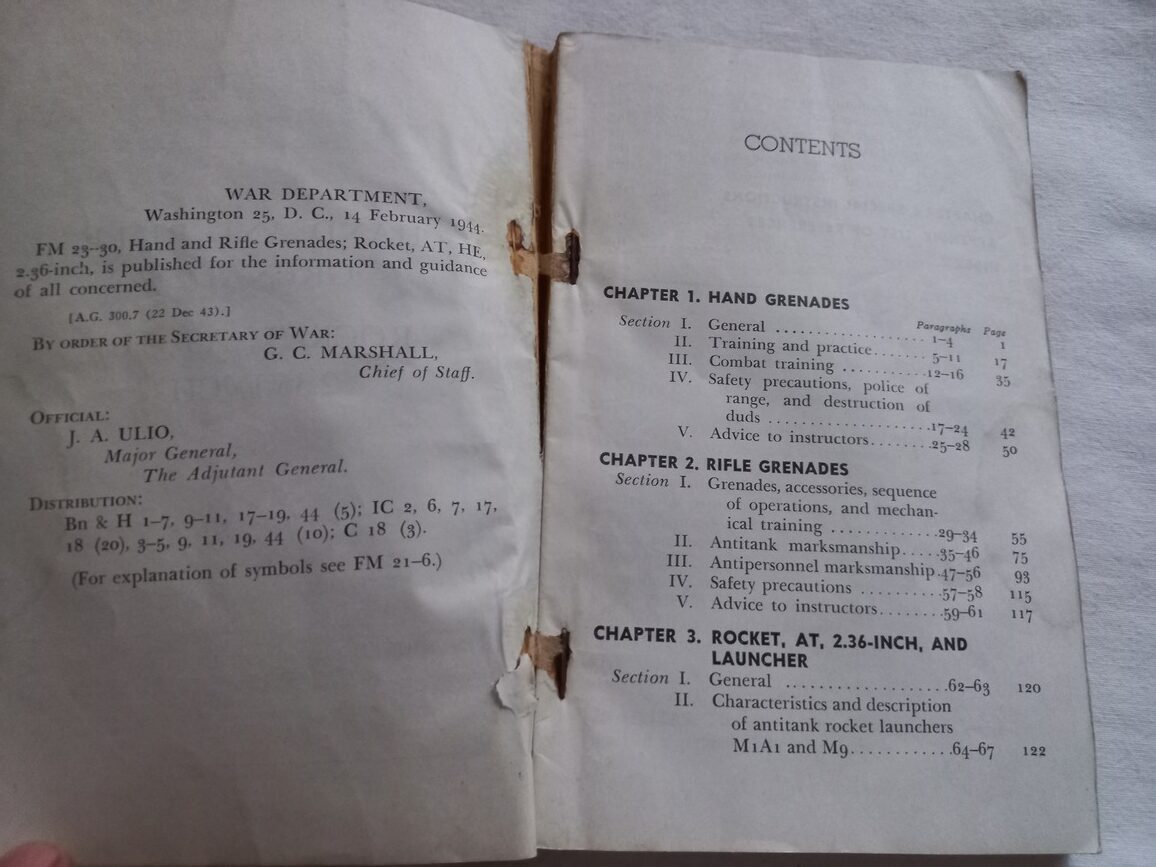 WAR DEPARTMENT,
Washington 25, D. C., 14 February 1944.
FM 23–30, Hand and Rifle Grenades; Rocket, AT, HE,
2.36-inch, is published for the information and guidance
of all concerned.
[A.G. 300.7 (22 Dec 43).]
BY ORDER OF THE SECRETARY OF WAR:
G. C. MARSHALL,
Chief of Staff.
OFFICIAL:
J. A. ULIO,
Major General,
The Adjutant General.
DISTRIBUTION:
Bn & H 1–7, 9–11, 17–19, 44 (5); IC 2, 6, 7, 17,
18 (20), 3–5, 9, 11, 19, 44 (10); C 18 (3).
(For explanation of symbols see FM 21–6.)
CONTENTS
CHAPTER 1. HAND GRENADES
Paragraphs Page
Section I. General ................ 1–4 1
II. Training and practice....... 5–11 17
III. Combat training ..........12–16 35
IV. Safety precautions, police of
range, and destruction of
duds ....................17–24 42
V. Advice to instructors.......25–28 50
CHAPTER 2. RIFLE GRENADES
Section I. Grenades, accessories, sequence
of operations, and mechan-
ical training ............29–34 55
II. Antitank marksmanship.....35–46 75
III. Antipersonnel marksmanship.47–56 93
IV. Safety precautions .........57–58 115
V. Advice to instructors........59–61 117
CHAPTER 3. ROCKET, AT, 2.36-INCH, AND
LAUNCHER
Section I. General ..................62–63 120
II. Characteristics and description
of antitank rocket launchers
M1A1 and M9............64–67 122